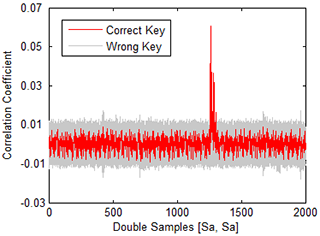 0.07
0.05
0.03
0.01
-0.01
-0.03
Correlation Coefficient
Correct Key
Wrong Key
0 500 1000 1500 2000
Double Samples [Sa, Sa]